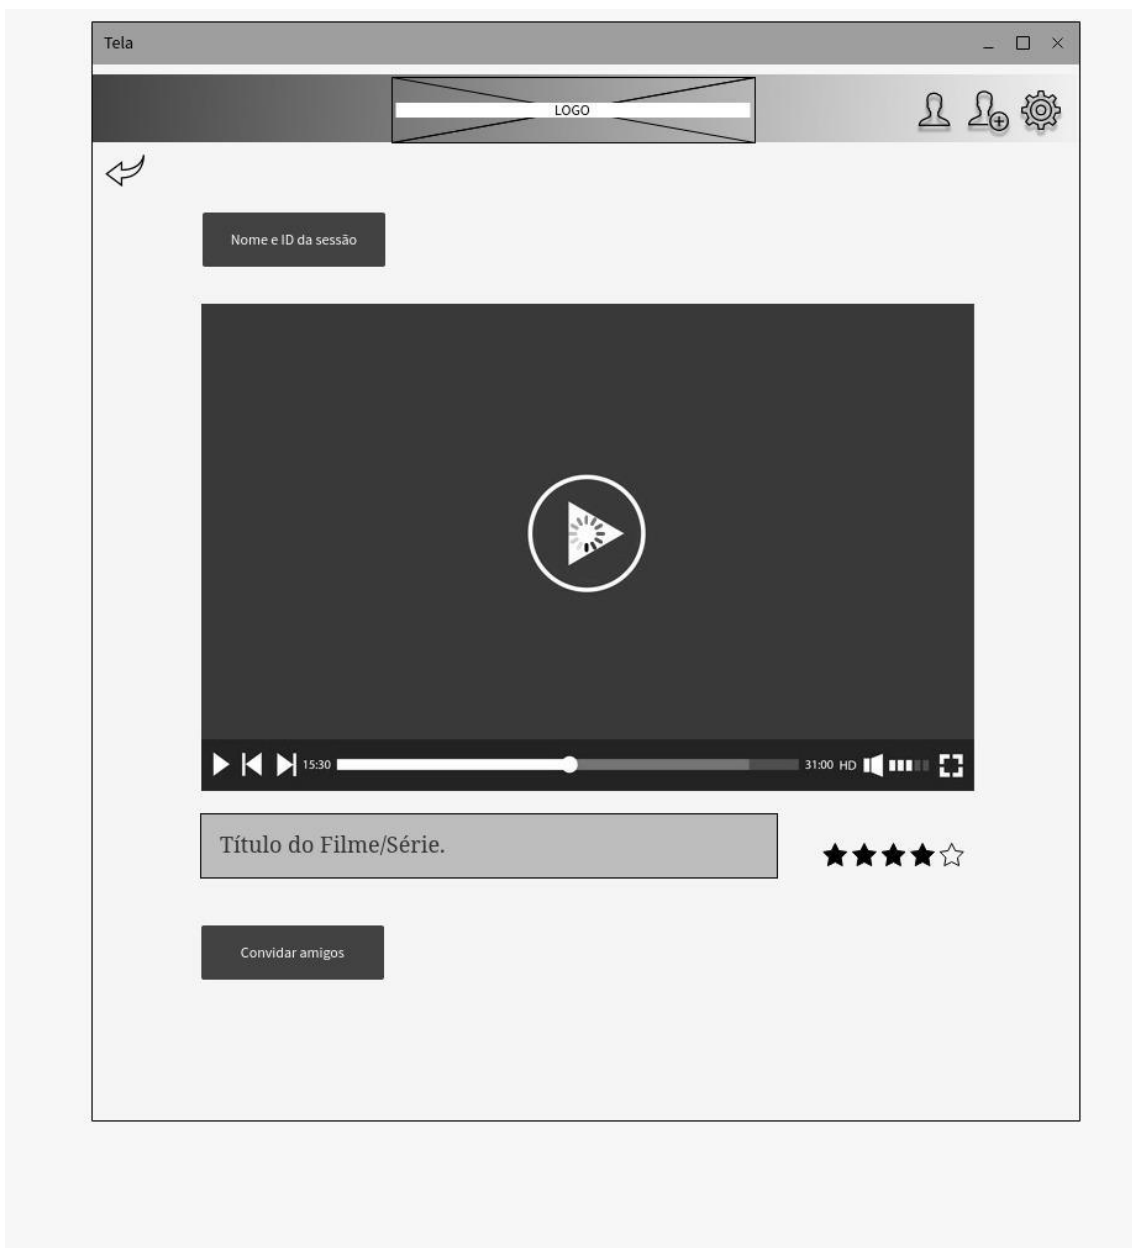 Tela
LOGO
Nome e ID da sessão
15:30
31:00 HD
Título do Filme/Série.
Convidar amigos